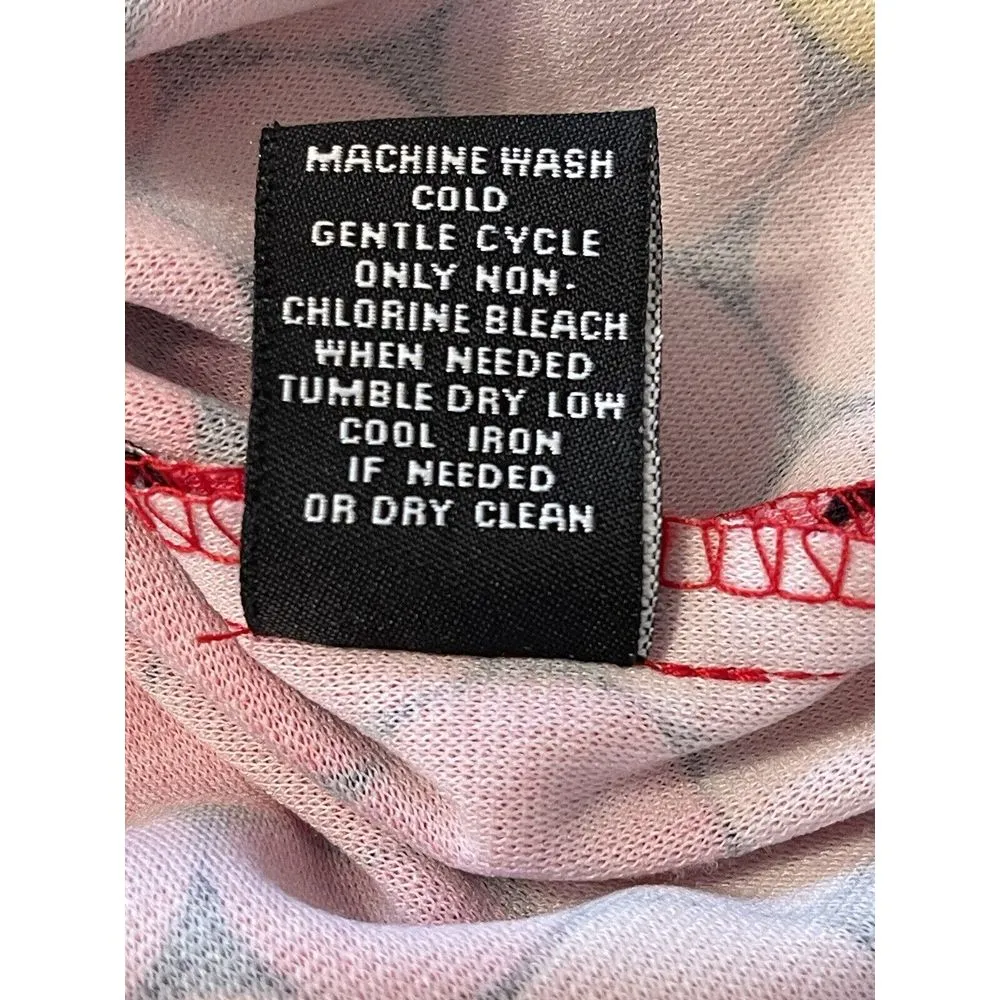 MACHINE WASH
COLD
GENTLE CYCLE
ONLY NON-
CHLORINE BLEACH
WHEN NEEDED
TUMBLE DRY LOW
COOL IRON
IF NEEDED
OR DRY CLEAN